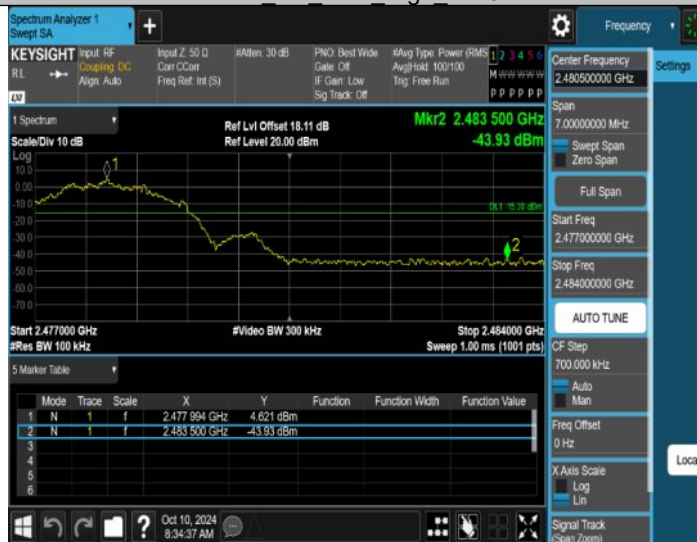 Spectrum Analyzer 1
Swept SA
+
Frequency
KEYSIGHT
RL
LXI
Input: RF
Coupling: DC
Align: Auto
Input Z: 50 Ω
Corr CCorr
Freq Ref: Int (S)
#Atten: 30 dB
PNO: Best Wide
Gate: Off
IF Gain: Low
Sig Track: Off
#Avg Type: Power (RMS
Avg|Hold: 100/100
Trig: Free Run
1 2 3 4 5 6
M W W W W W
P P P P P P
1 Spectrum
Scale/Div 10 dB
Log
Ref Lvl Offset 18.11 dB
Ref Level 20.00 dBm
Mkr2 2.483 500 GHz
-43.93 dBm
10.0
0.00
-10.0
-20.0
-30.0
-40.0
-50.0
-60.0
-70.0
1
2
Start 2.477000 GHz
#Res BW 100 kHz
#Video BW 300 kHz
Stop 2.484000 GHz
Sweep 1.00 ms (1001 pts)
5 Marker Table
Mode Trace Scale X Y Function Function Width Function Value
1 N 1 f 2.477 994 GHz 4.621 dBm
2 N 1 f 2.483 500 GHz -43.93 dBm
3
4
5
6
Oct 10, 2024
8:34:37 AM
?
Center Frequency
2.480500000 GHz
Span
7.00000000 MHz
Swept Span
Zero Span
Full Span
Start Freq
2.477000000 GHz
Stop Freq
2.484000000 GHz
AUTO TUNE
CF Step
700.000 kHz
Auto
Man
Freq Offset
0 Hz
X Axis Scale
Log
Lin
Signal Track
(Span Zoom)
Settings
Loca